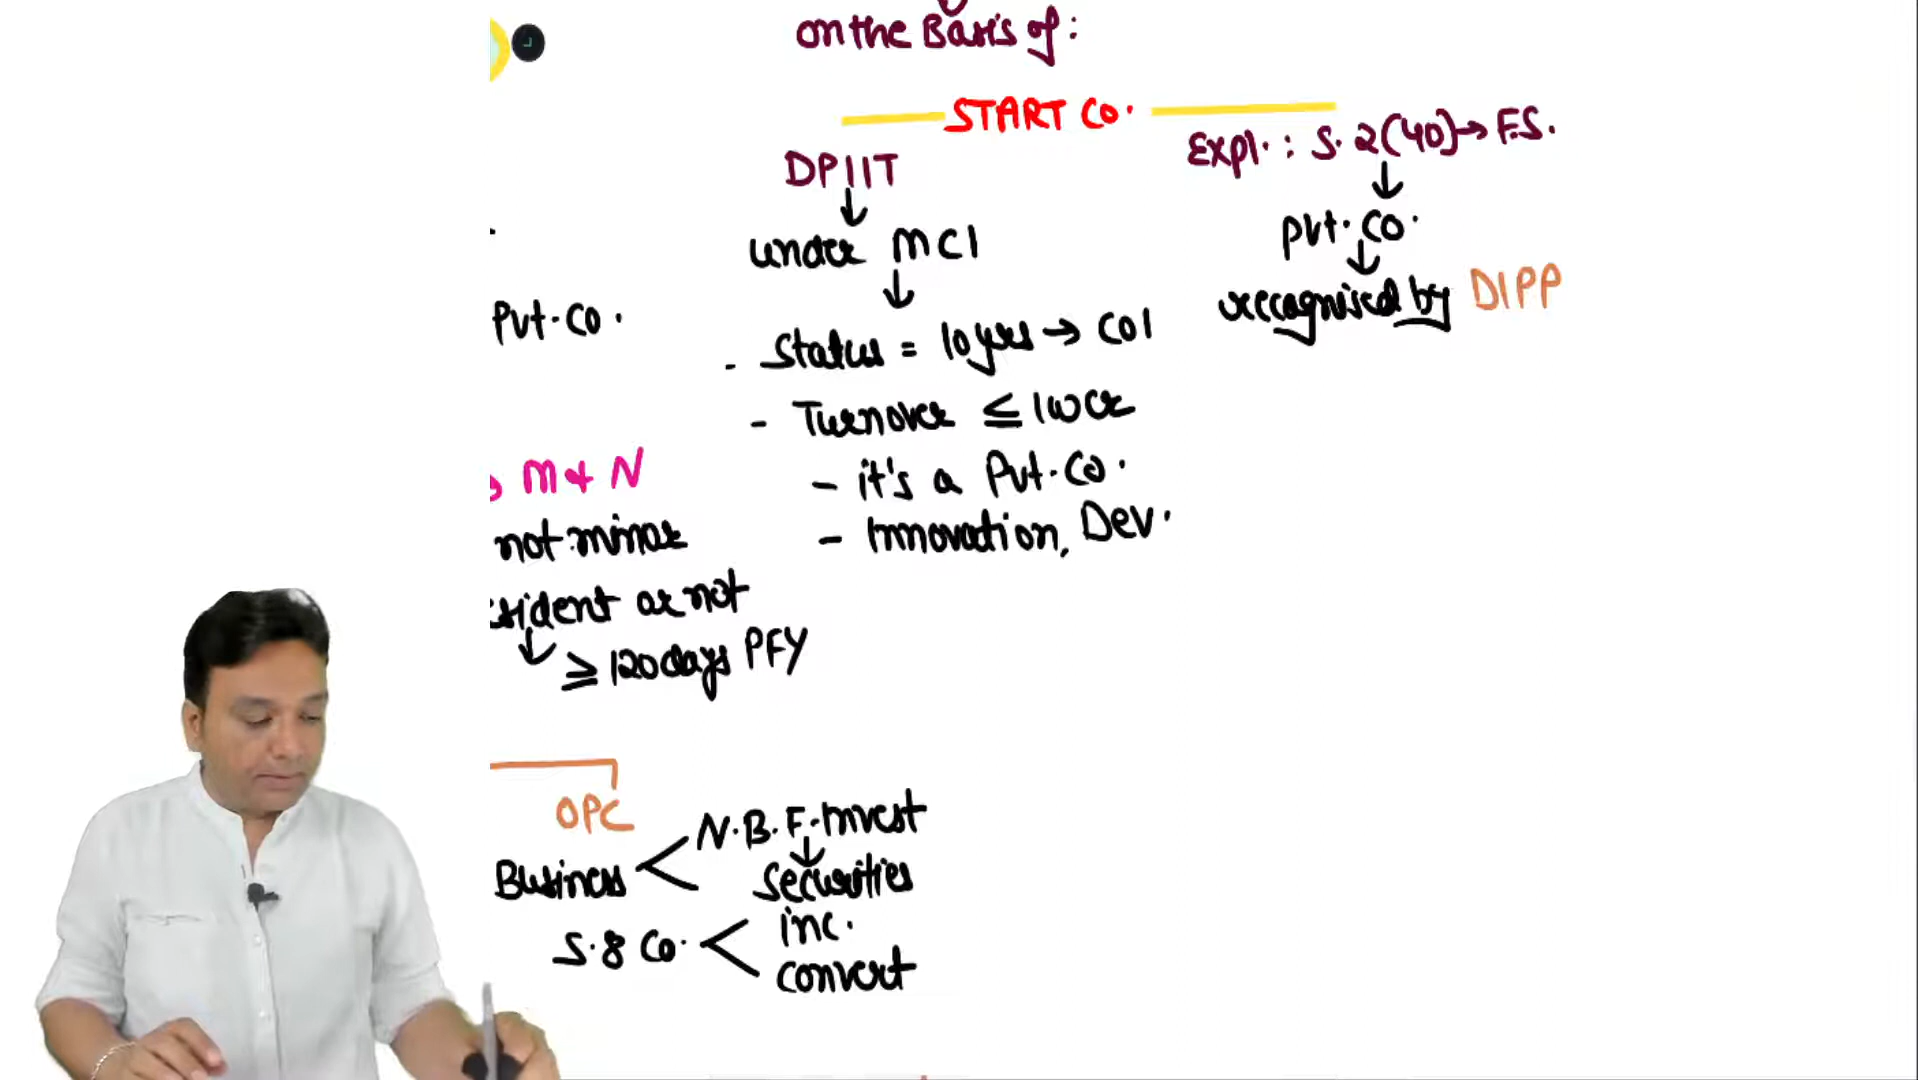 on the Basis of :
START CO.
DPIIT
under MCI
- Status = 10 yrs → COI
- Turnover ≤ 100 cr
- it's a Pvt. Co.
- Innovation, Dev.
Expl. : S. 2(40) → F.S.
Pvt. Co.
recognised by DIPP
Pvt. Co.
M & N
not minor
sident or not
≥ 120 days PFY
OPC
Business < N.B.F. Invest
Securities
S.8 Co. < inc.
convert